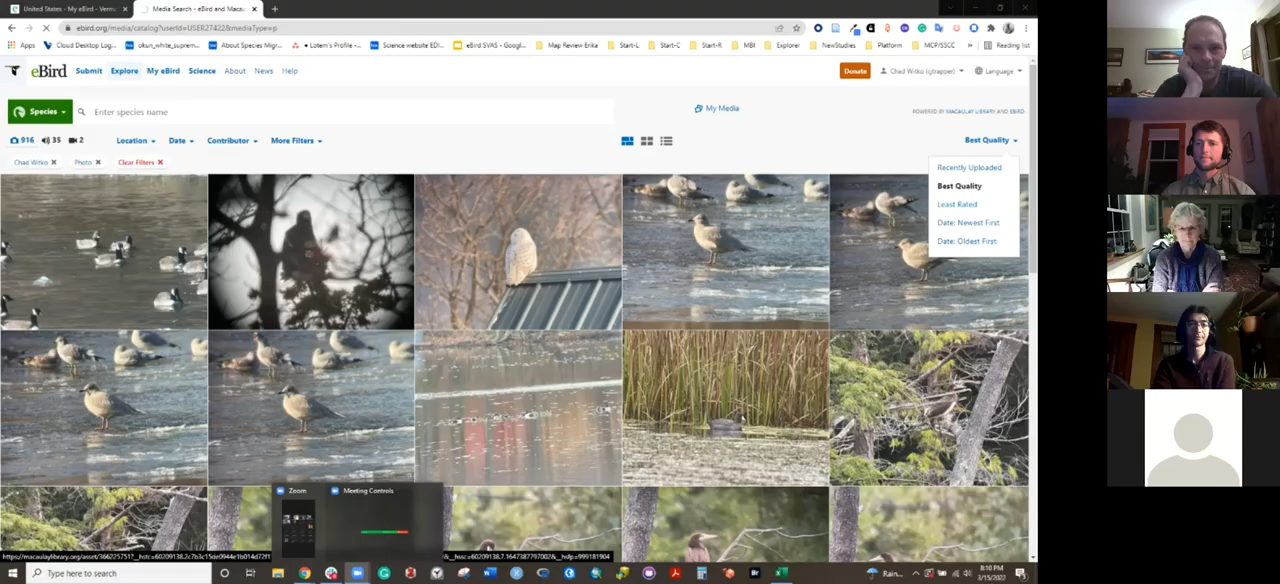 United States - My eBird - Verm
Media Search - eBird and Macau
ebird.org/media/catalog?userId=USER27422&mediaType=p
Apps
Cloud Desktop Log...
okun_white_suprem...
About Species Migr...
Lotem's Profile -...
Science website EDI...
eBird SVAS - Googl...
Map Review Erika
Start-L
Start-C
Start-R
MBI
Explorer
NewStudies
Platform
MCP/SSCC
Reading list
eBird
Submit
Explore
My eBird
Science
About
News
Help
Donate
Chad Witko (cjtrapper)
Language
Species
Enter species name
My Media
POWERED BY MACAULAY LIBRARY AND EBIRD
916
35
2
Location
Date
Contributor
More Filters
Best Quality
Chad Witko
Photo
Clear Filters
Recently Uploaded
Best Quality
Least Rated
Date: Newest First
Date: Oldest First
Zoom
Meeting Controls
Type here to search
Rain...
8:10 PM
3/15/2022